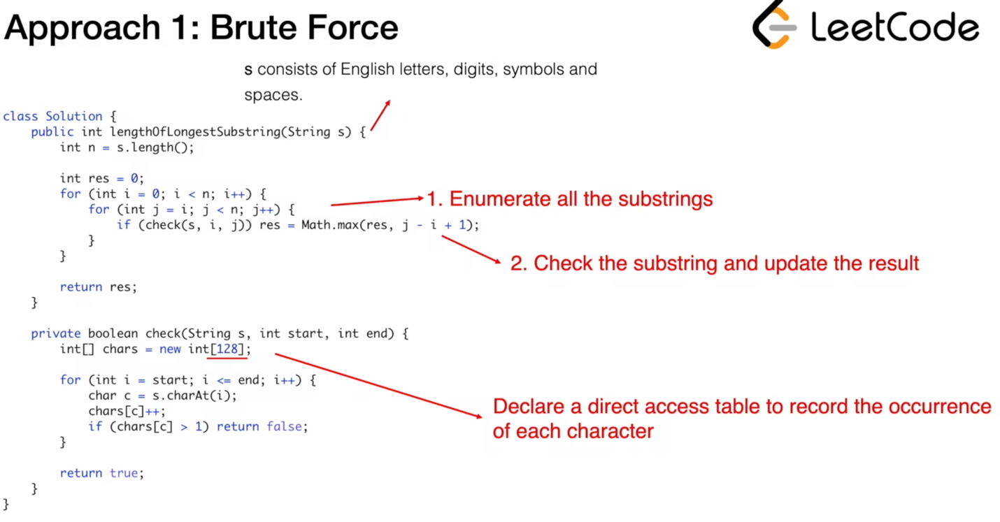 Approach 1: Brute Force
LeetCode
s consists of English letters, digits, symbols and
spaces.
class Solution {
    public int lengthOfLongestSubstring(String s) {
        int n = s.length();
        int res = 0;
        for (int i = 0; i < n; i++) {
1. Enumerate all the substrings
            for (int j = i; j < n; j++) {
                if (check(s, i, j)) res = Math.max(res, j - i + 1);
            }
        }
2. Check the substring and update the result
        return res;
    }
    private boolean check(String s, int start, int end) {
        int[] chars = new int[128];
        for (int i = start; i <= end; i++) {
            char c = s.charAt(i);
            chars[c]++;
            if (chars[c] > 1) return false;
        }
Declare a direct access table to record the occurrence
of each character
        return true;
    }
}